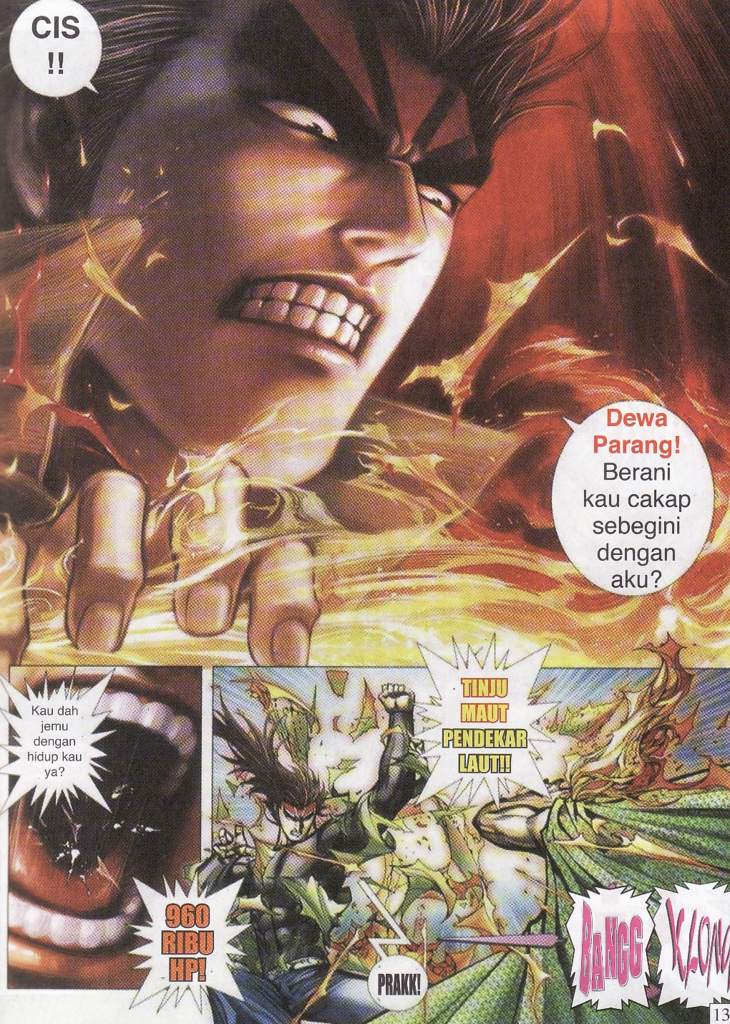 CIS
!!
Dewa
Parang!
Berani
kau cakap
sebegini
dengan
aku?
Kau dah
jemu
dengan
hidup kau
ya?
TINJU
MAUT
PENDEKAR
LAUT!!
960
RIBU
HP!
PRAKK!
BANGG
13